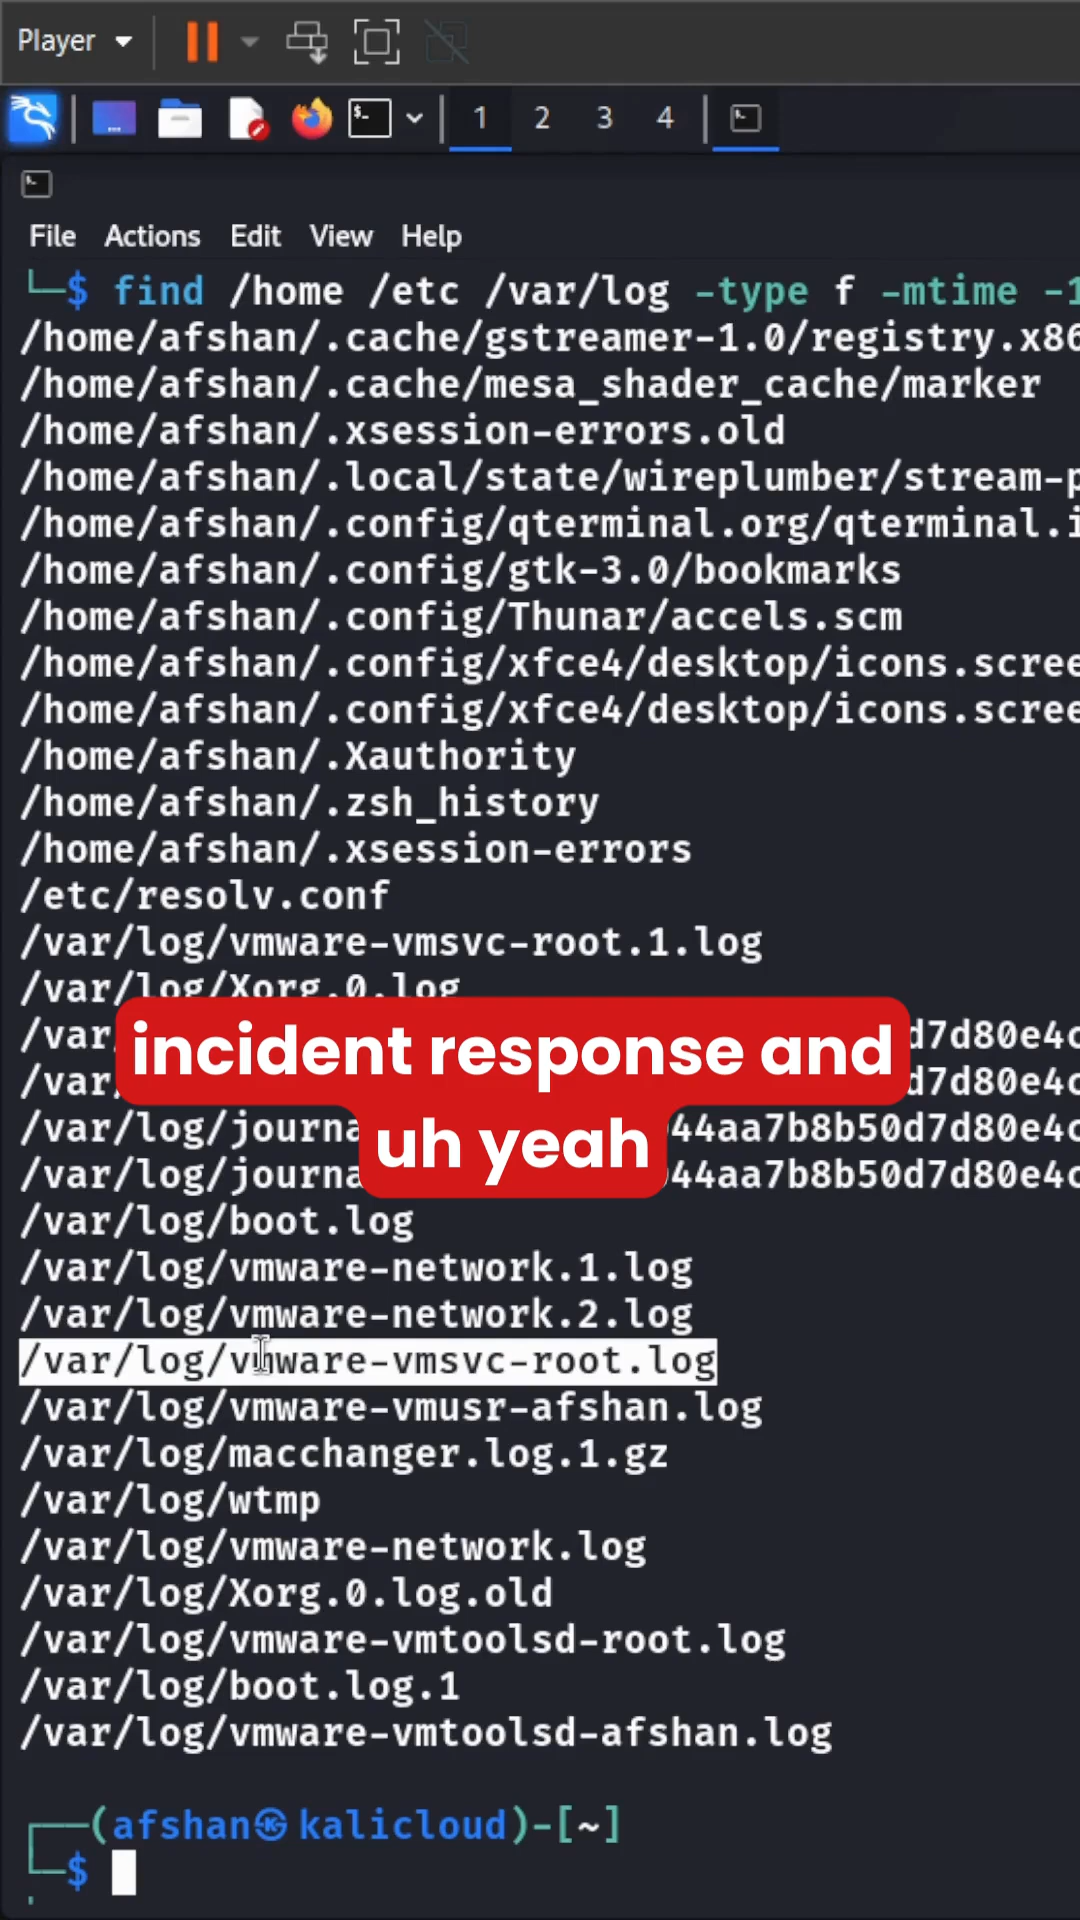 Player
1 2 3 4
File Actions Edit View Help
└─$ find /home /etc /var/log -type f -mtime -1
/home/afshan/.cache/gstreamer-1.0/registry.x86
/home/afshan/.cache/mesa_shader_cache/marker
/home/afshan/.xsession-errors.old
/home/afshan/.local/state/wireplumber/stream-p
/home/afshan/.config/qterminal.org/qterminal.i
/home/afshan/.config/gtk-3.0/bookmarks
/home/afshan/.config/Thunar/accels.scm
/home/afshan/.config/xfce4/desktop/icons.scree
/home/afshan/.config/xfce4/desktop/icons.scree
/home/afshan/.Xauthority
/home/afshan/.zsh_history
/home/afshan/.xsession-errors
/etc/resolv.conf
/var/log/vmware-vmsvc-root.1.log
/var/log/Xorg.0.log
/var d7d80e4c
/var d7d80e4c
incident response and
/var/log/journa 44aa7b8b50d7d80e4c
uh yeah
/var/log/journa 44aa7b8b50d7d80e4c
/var/log/boot.log
/var/log/vmware-network.1.log
/var/log/vmware-network.2.log
/var/log/vmware-vmsvc-root.log
/var/log/vmware-vmusr-afshan.log
/var/log/macchanger.log.1.gz
/var/log/wtmp
/var/log/vmware-network.log
/var/log/Xorg.0.log.old
/var/log/vmware-vmtoolsd-root.log
/var/log/boot.log.1
/var/log/vmware-vmtoolsd-afshan.log
┌──(afshan㉿kalicloud)-[~]
└─$